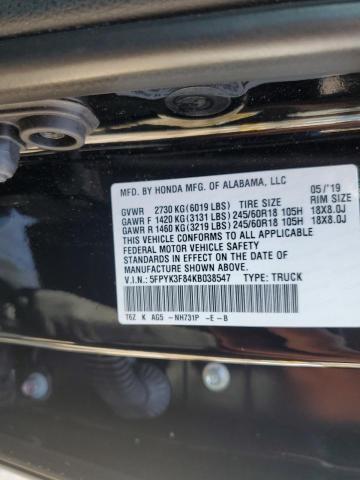 MFD. BY HONDA MFG. OF ALABAMA, LLC 05/'19
GVWR 2730 KG (6019 LBS) TIRE SIZE RIM SIZE
GAWR F 1420 KG (3131 LBS) 245/60R18 105H 18X8.0J
GAWR R 1460 KG (3219 LBS) 245/60R18 105H 18X8.0J
THIS VEHICLE CONFORMS TO ALL APPLICABLE
FEDERAL MOTOR VEHICLE SAFETY
STANDARDS IN EFFECT ON THE DATE OF
MANUFACTURE SHOWN ABOVE.
V.I.N.: 5FPYK3F84KB038547 TYPE: TRUCK
T6Z K AG5 -NH731P -E -B